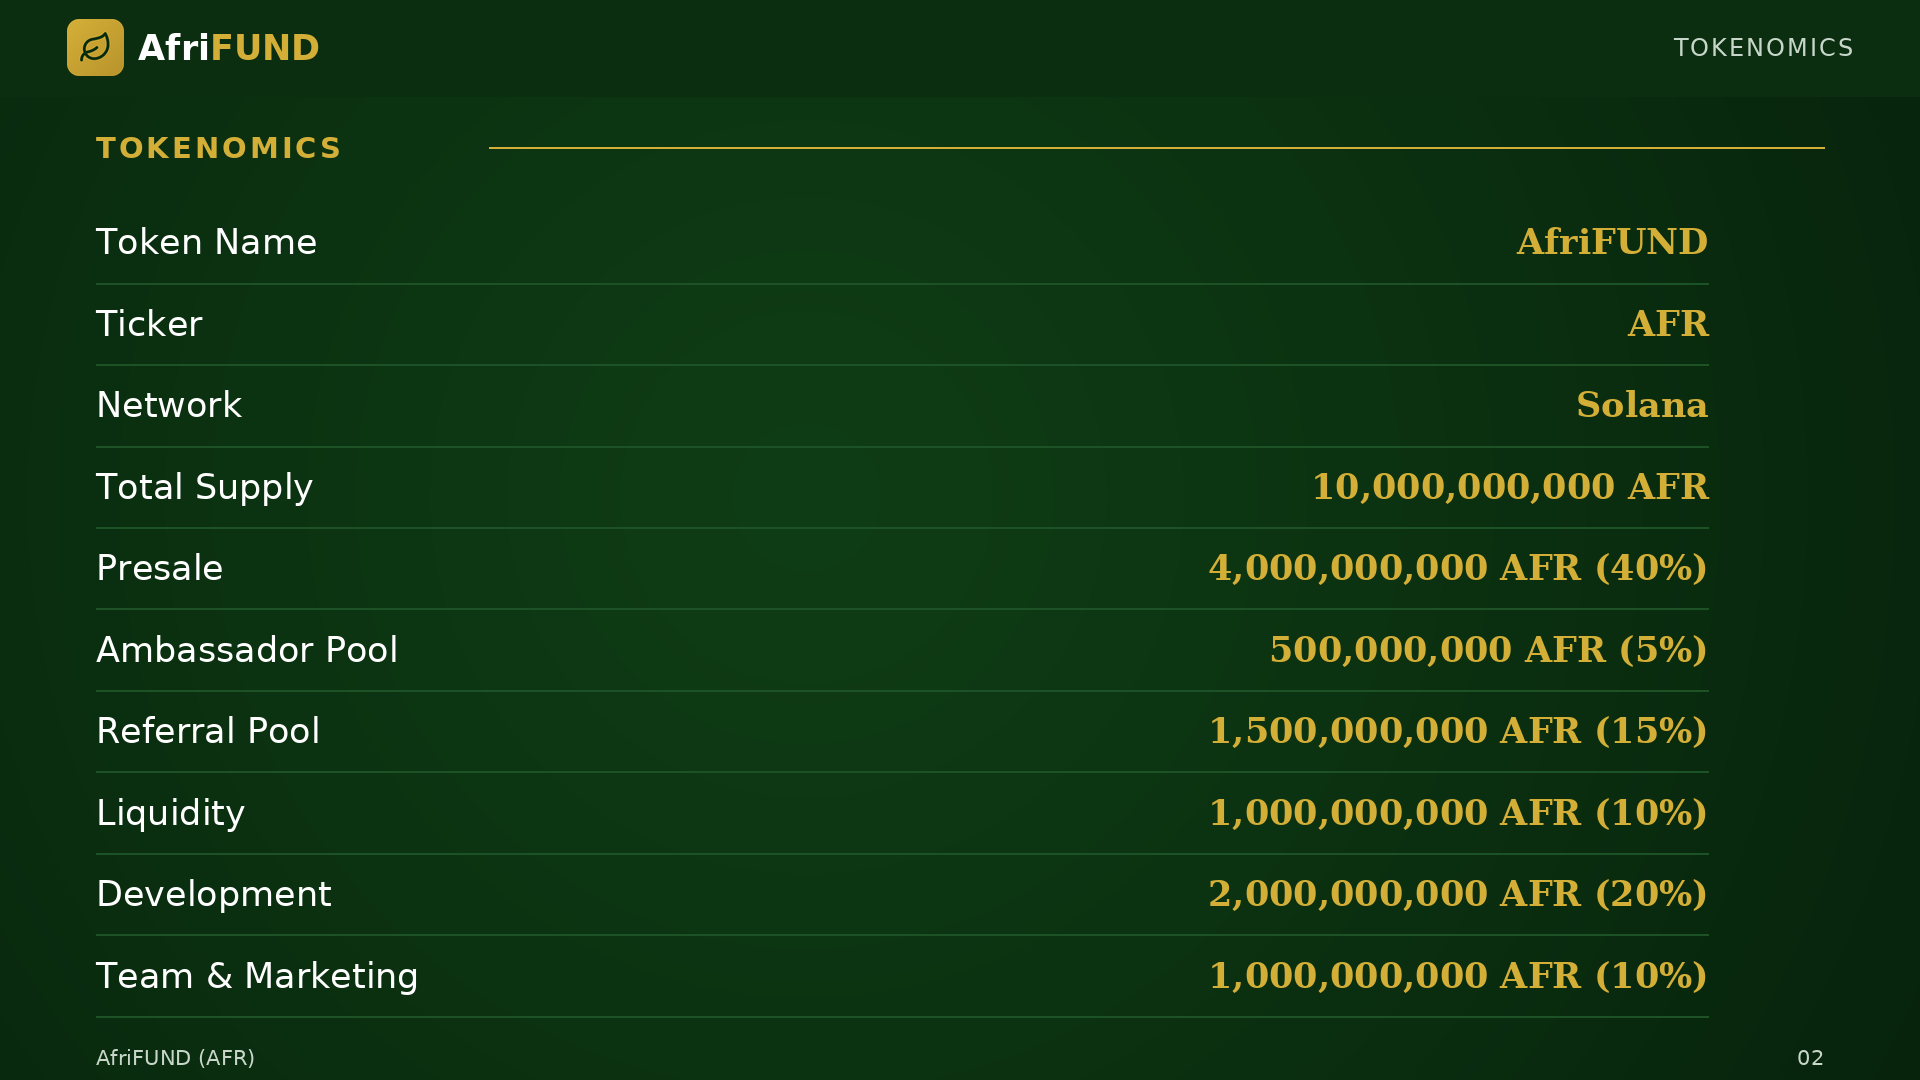 AfriFUND
TOKENOMICS
TOKENOMICS
Token Name AfriFUND
Ticker AFR
Network Solana
Total Supply 10,000,000,000 AFR
Presale 4,000,000,000 AFR (40%)
Ambassador Pool 500,000,000 AFR (5%)
Referral Pool 1,500,000,000 AFR (15%)
Liquidity 1,000,000,000 AFR (10%)
Development 2,000,000,000 AFR (20%)
Team & Marketing 1,000,000,000 AFR (10%)
AfriFUND (AFR) 02